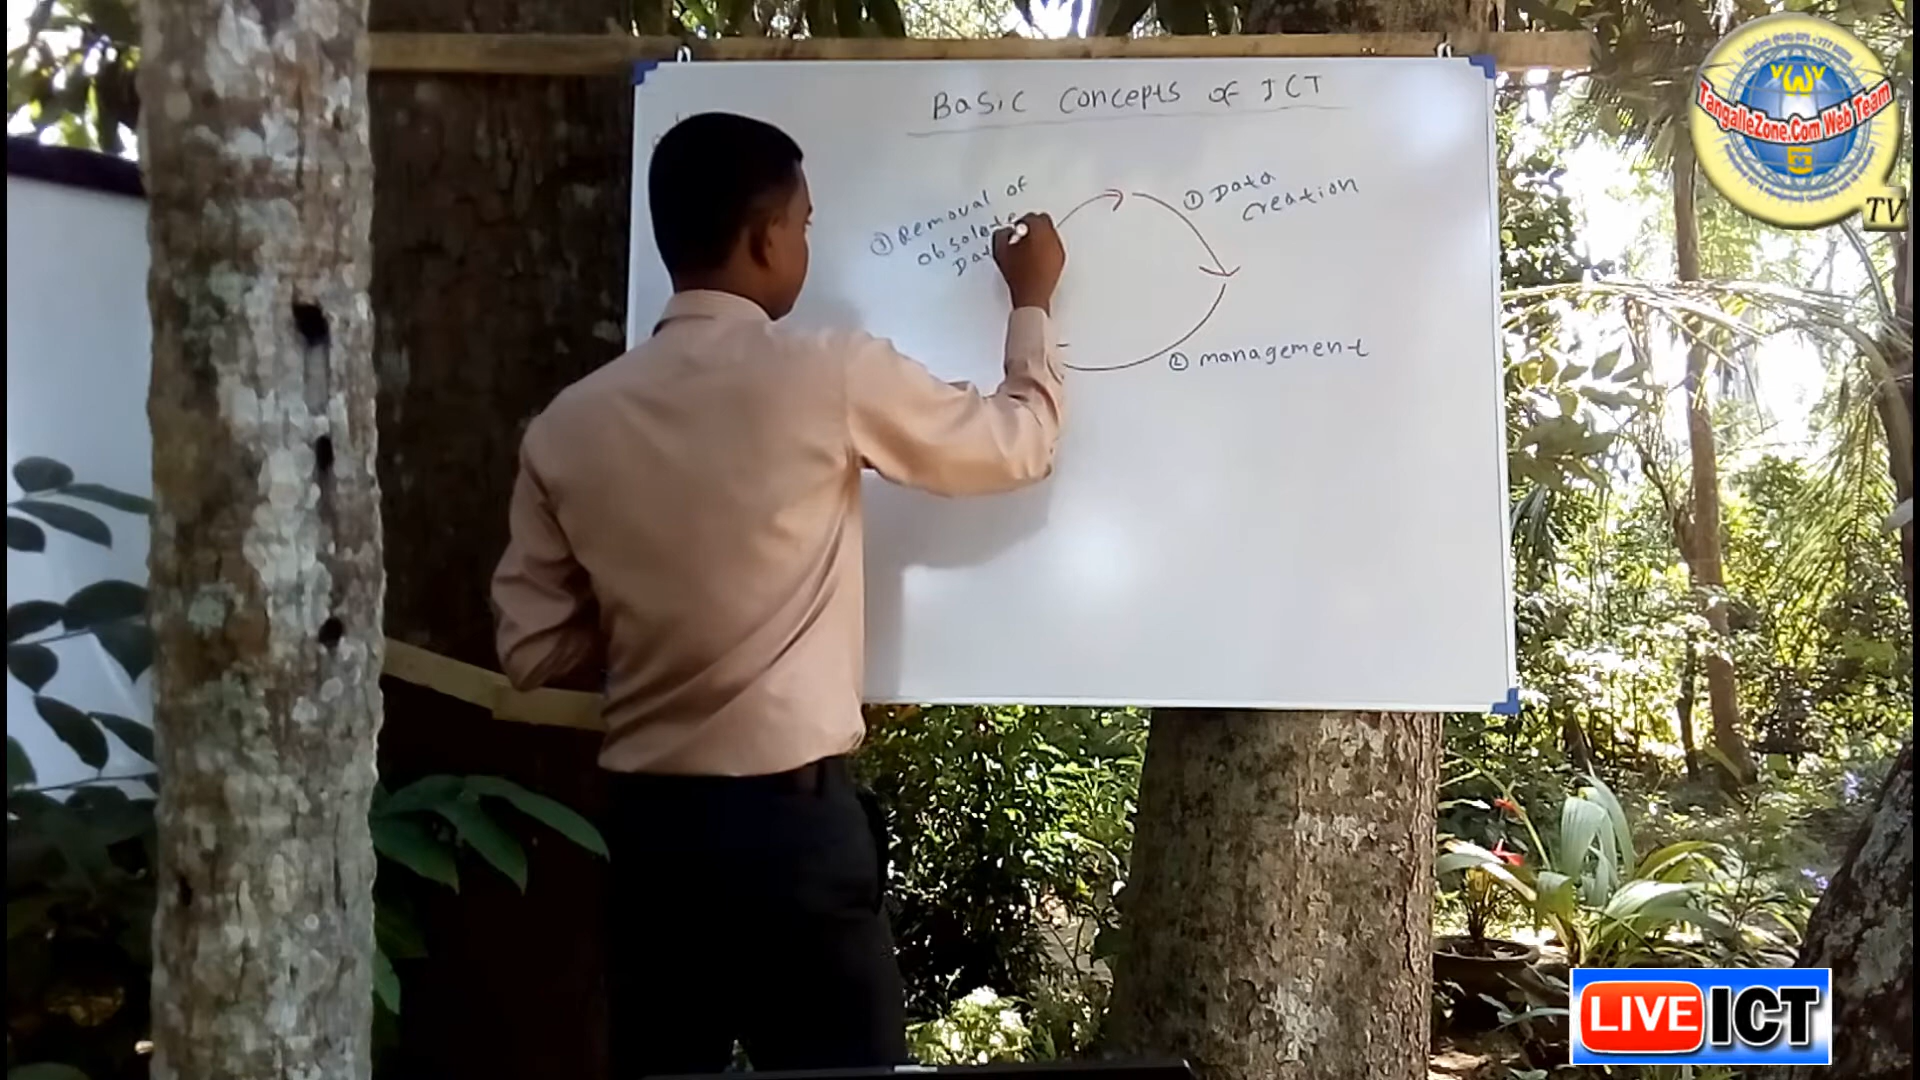 Basic Concepts of ICT
① Data
creation
③ Removal of
obsolete
② management
TangalleZone.Com Web Team
TV
LIVE ICT